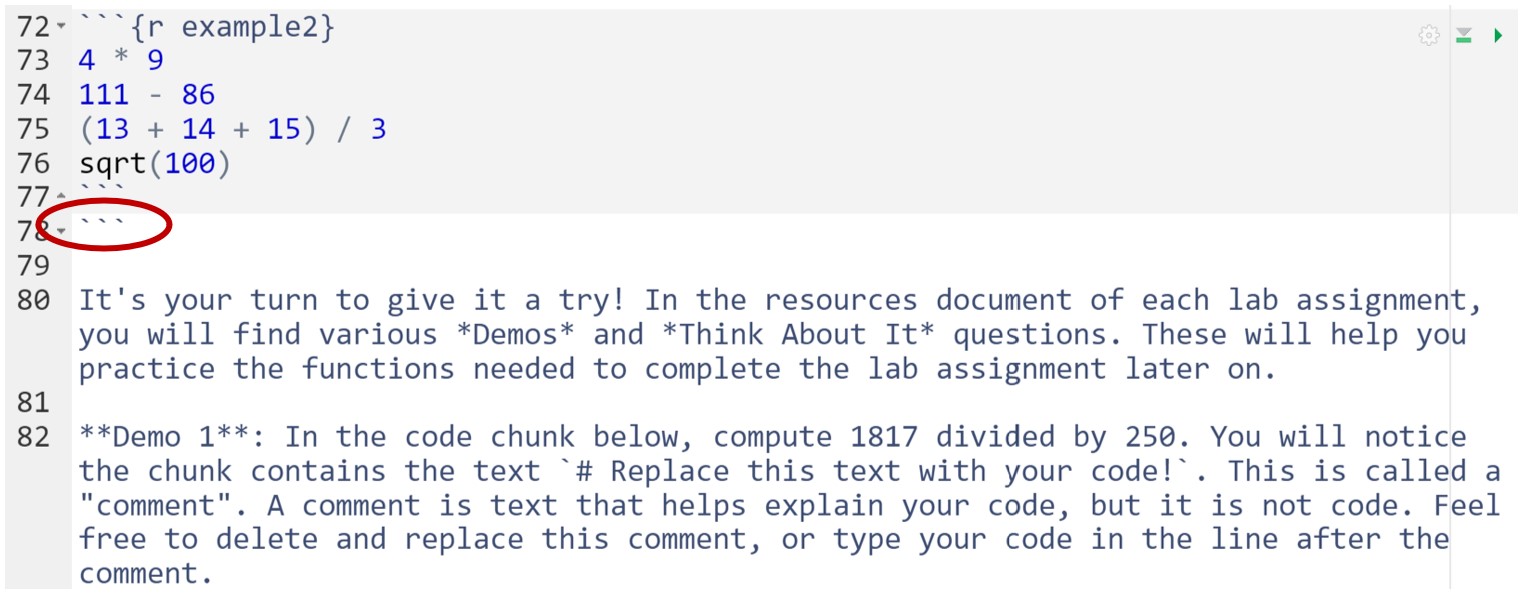 72 ```{r example2}
73 4 * 9
74 111 - 86
75 (13 + 14 + 15) / 3
76 sqrt(100)
77 ```
78 ```
79
80 It's your turn to give it a try! In the resources document of each lab assignment,
you will find various *Demos* and *Think About It* questions. These will help you
practice the functions needed to complete the lab assignment later on.
81
82 **Demo 1**: In the code chunk below, compute 1817 divided by 250. You will notice
the chunk contains the text `# Replace this text with your code!`. This is called a
"comment". A comment is text that helps explain your code, but it is not code. Feel
free to delete and replace this comment, or type your code in the line after the
comment.